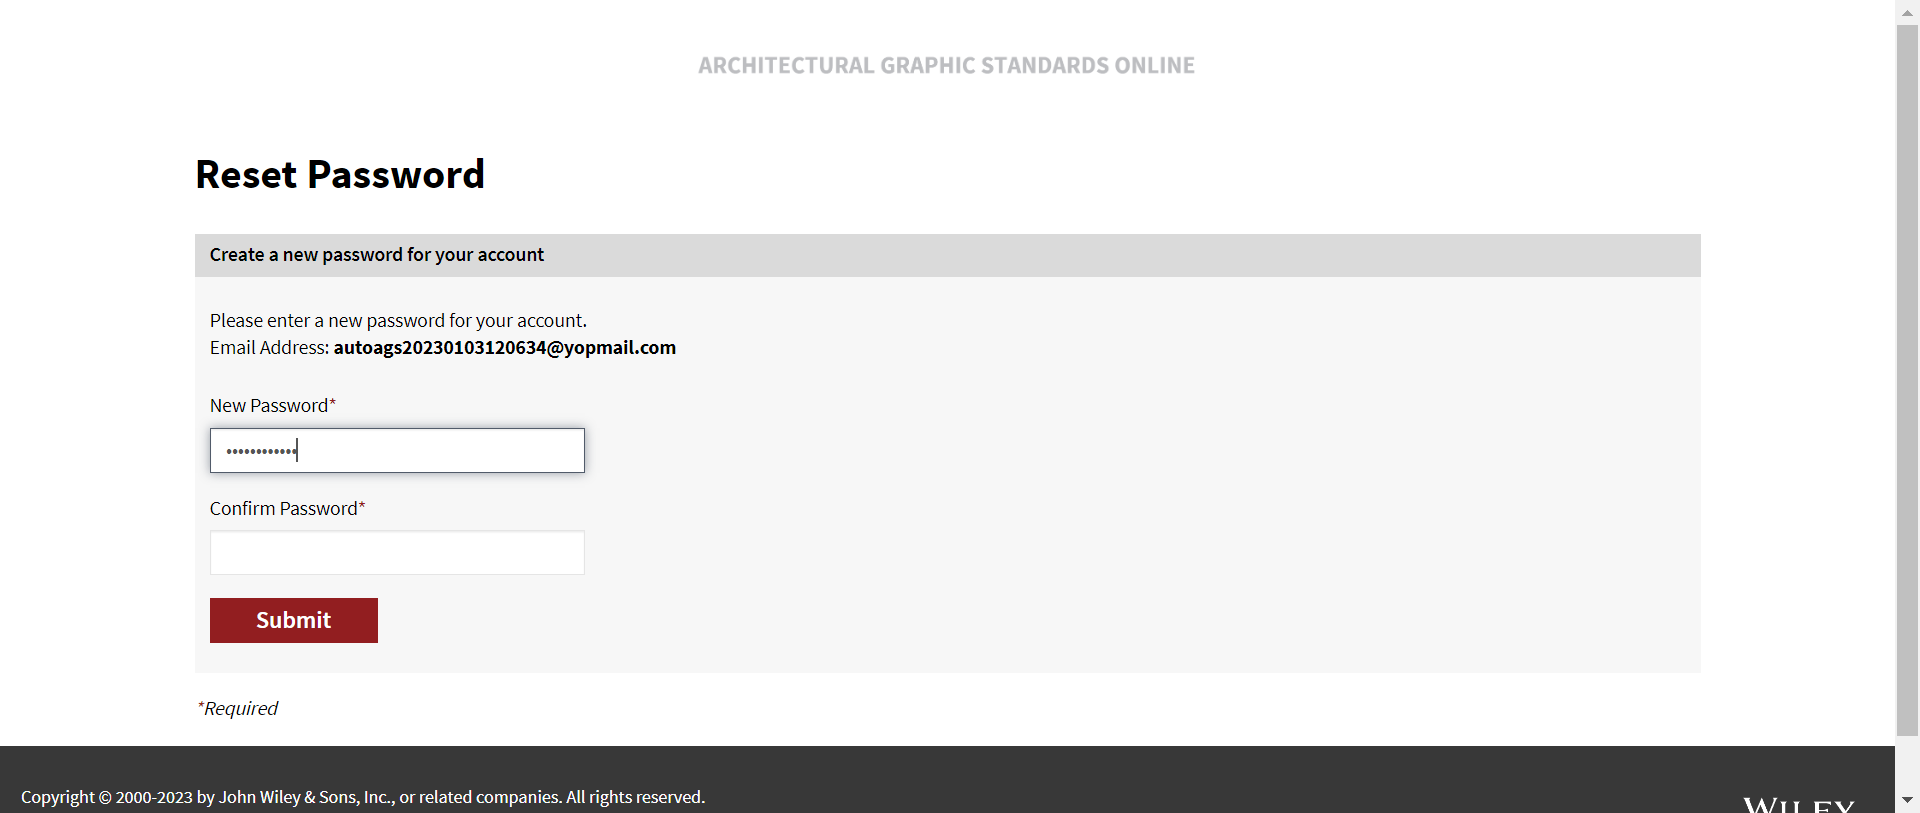 ARCHITECTURAL GRAPHIC STANDARDS ONLINE
Reset Password
Create a new password for your account
Please enter a new password for your account.
Email Address: autoags20230103120634@yopmail.com
New Password*
••••••••••••
Confirm Password*
Submit
*Required
Copyright © 2000-2023 by John Wiley & Sons, Inc., or related companies. All rights reserved.
WILEY